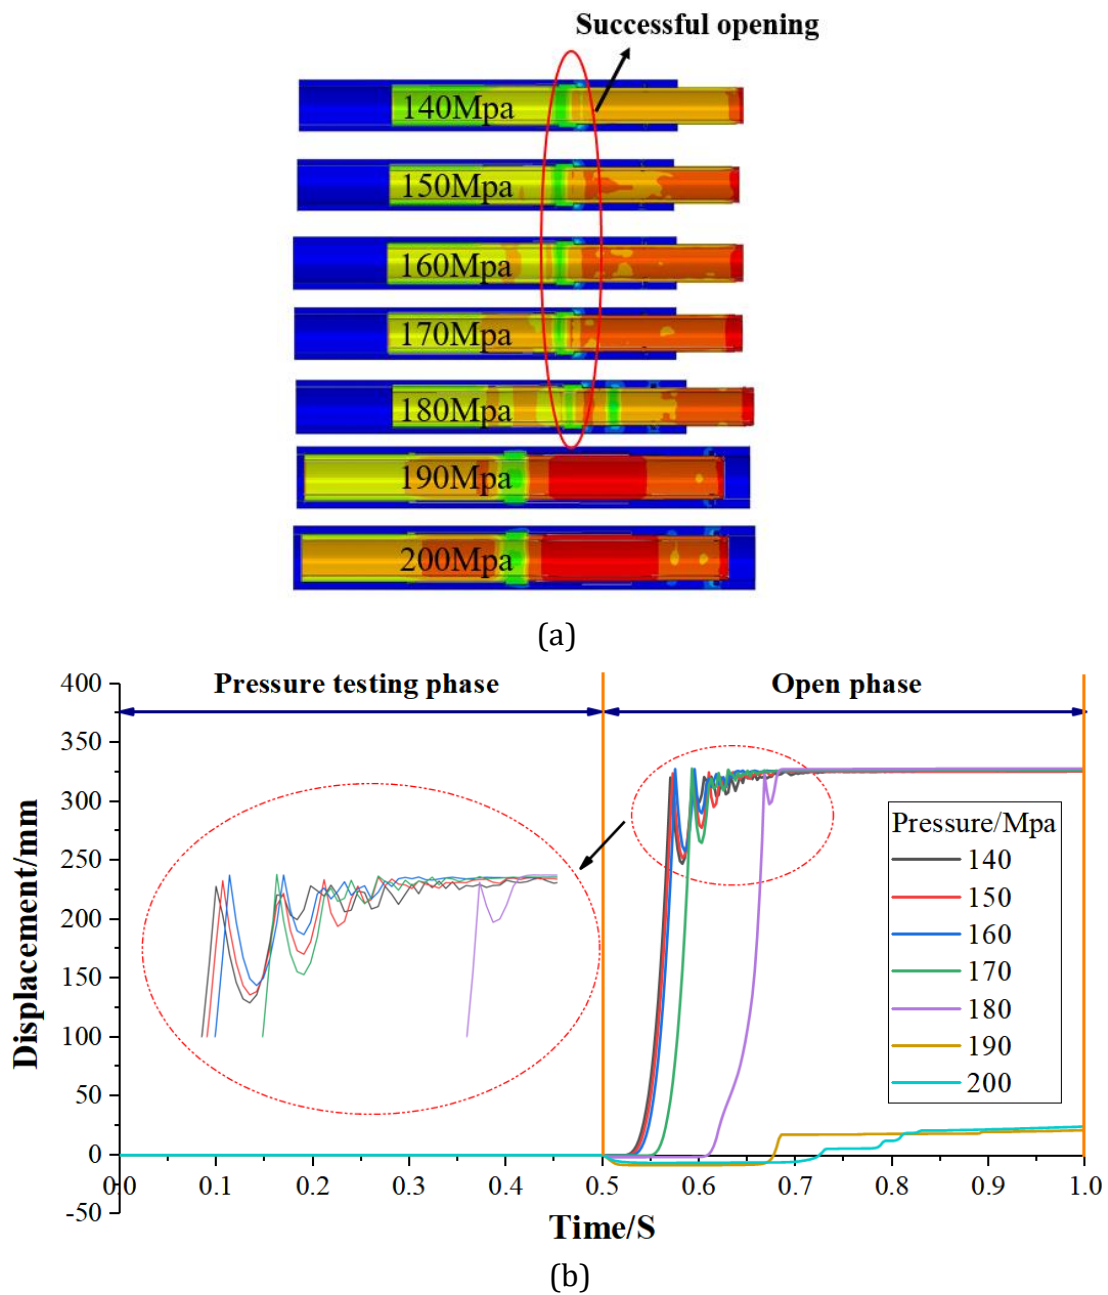 Successful opening
140Mpa
150Mpa
160Mpa
170Mpa
180Mpa
190Mpa
200Mpa
(a)
Pressure testing phase
Open phase
400
350
300
250
200
150
100
50
0
-50
Displacement/mm
0.0
0.1
0.2
0.3
0.4
0.5
0.6
0.7
0.8
0.9
1.0
Time/S
Pressure/Mpa
140
150
160
170
180
190
200
(b)